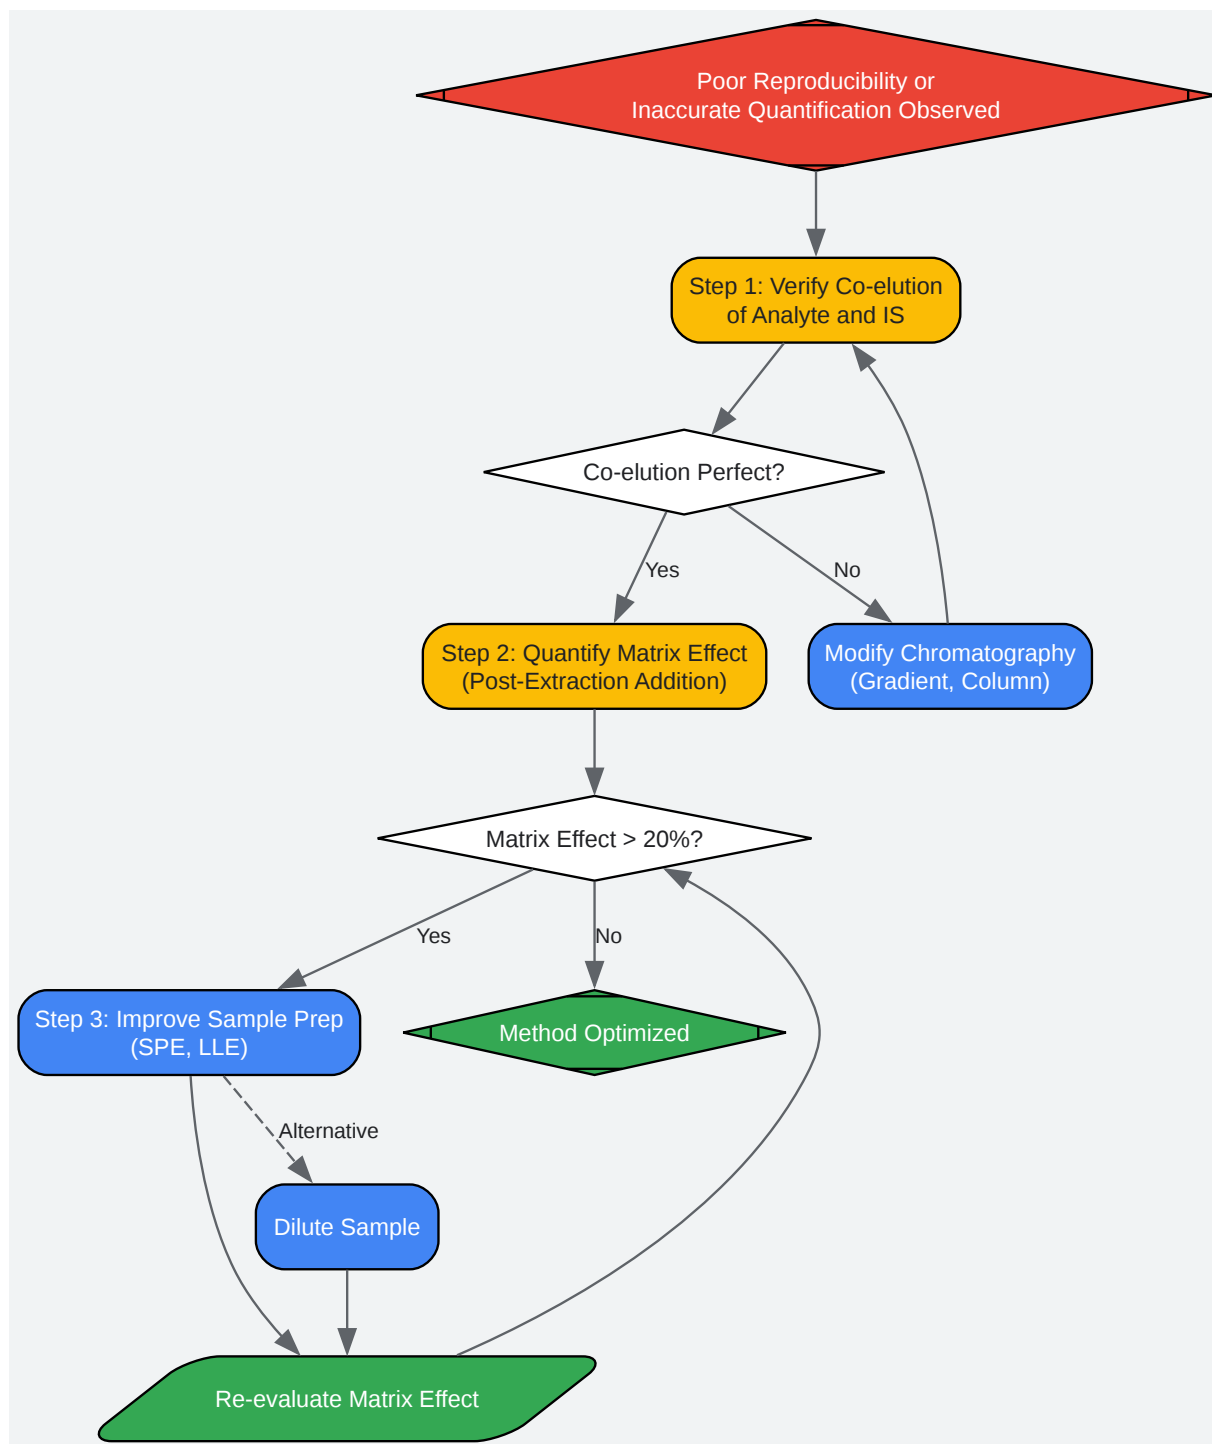 Poor Reproducibility or
Inaccurate Quantification Observed
Step 1: Verify Co-elution
of Analyte and IS
Co-elution Perfect?
Yes
No
Step 2: Quantify Matrix Effect
(Post-Extraction Addition)
Modify Chromatography
(Gradient, Column)
Matrix Effect > 20%?
Yes
No
Step 3: Improve Sample Prep
(SPE, LLE)
Method Optimized
Alternative
Dilute Sample
Re-evaluate Matrix Effect